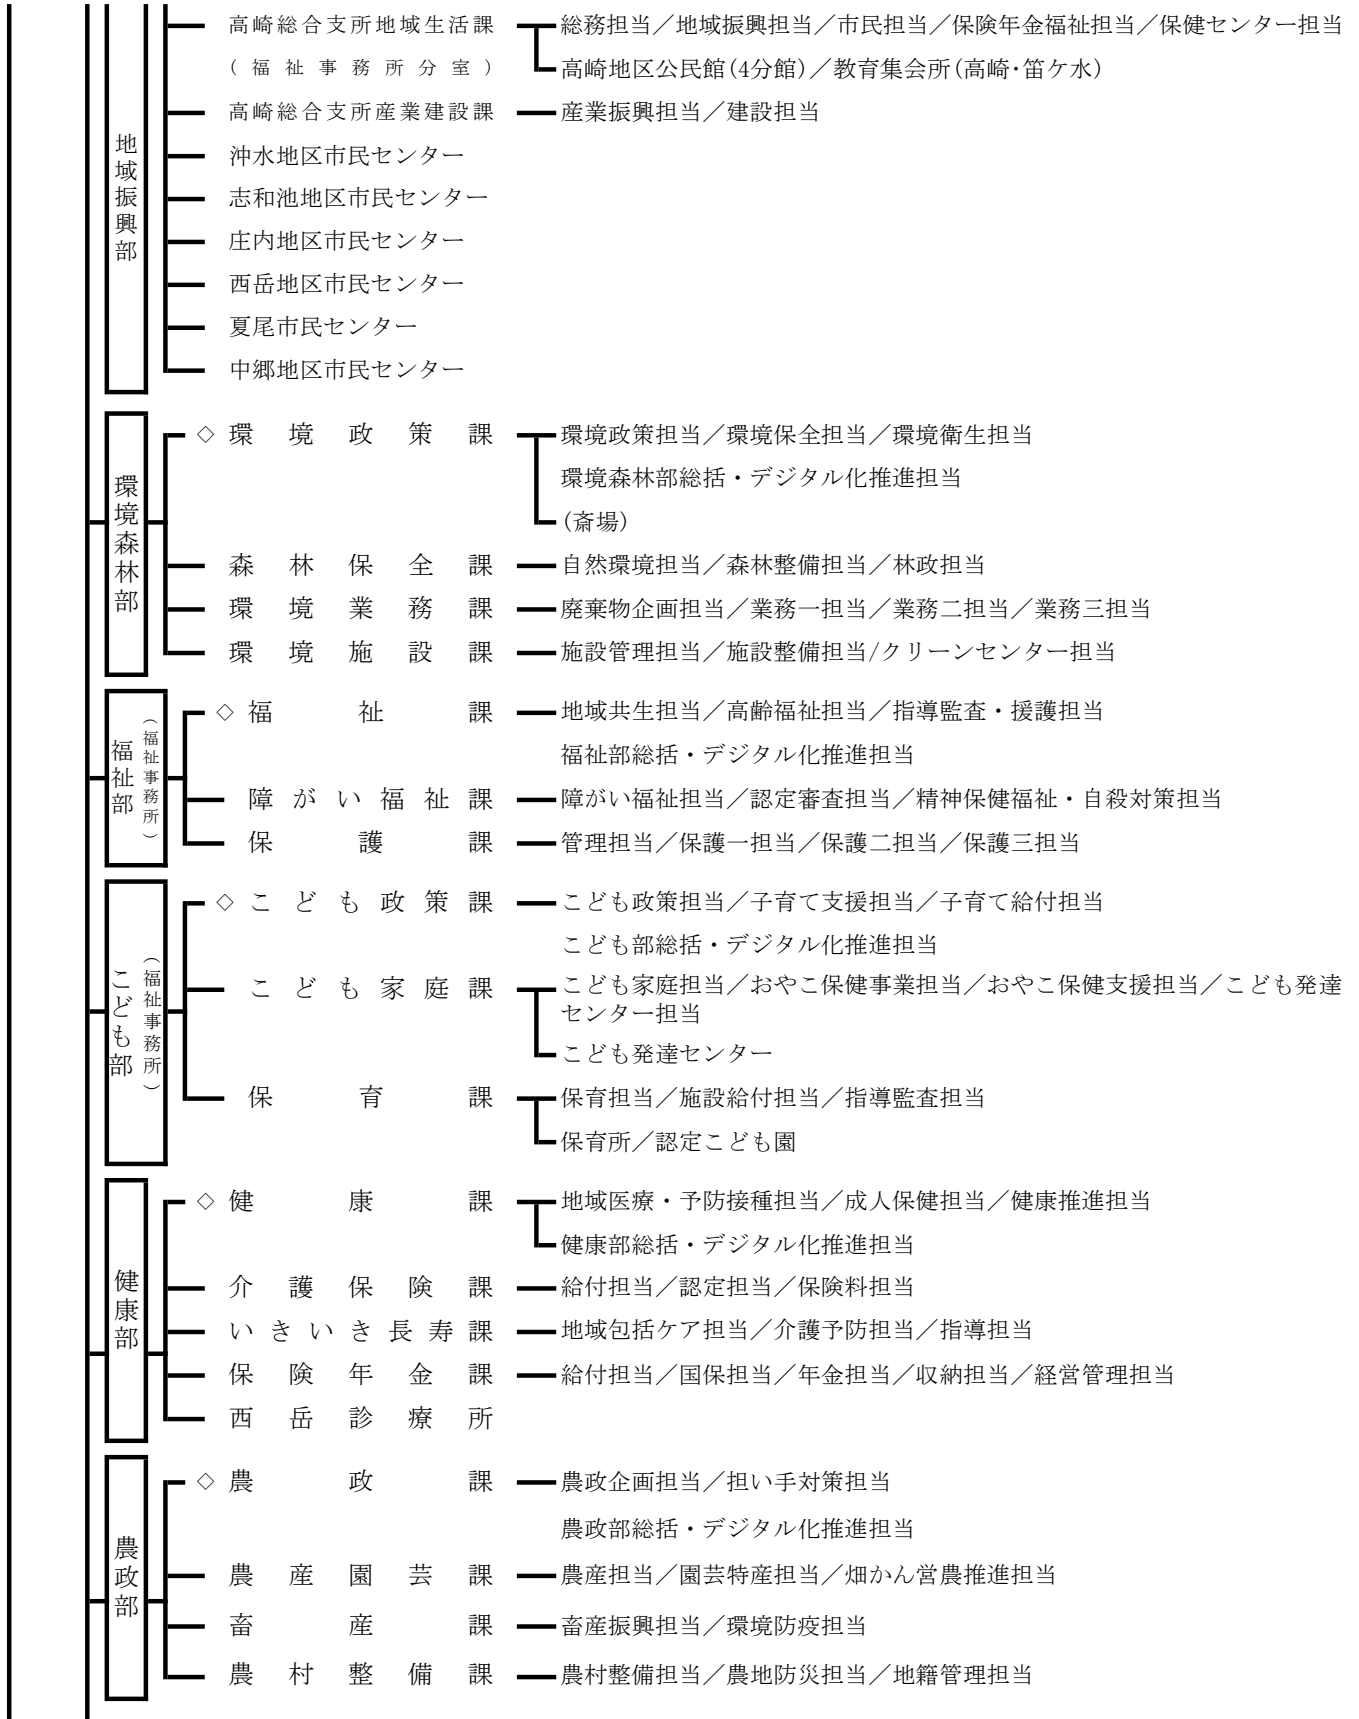 地域振興部
高崎総合支所地域生活課 総務担当／地域振興担当／市民担当／保険年金福祉担当／保健センター担当
(福祉事務所分室) 高崎地区公民館(4分館)／教育集会所(高崎･笛ケ水)
高崎総合支所産業建設課 産業振興担当／建設担当
沖水地区市民センター
志和池地区市民センター
庄内地区市民センター
西岳地区市民センター
夏尾市民センター
中郷地区市民センター
環境森林部
◇環境政策課 環境政策担当／環境保全担当／環境衛生担当
環境森林部総括・デジタル化推進担当
(斎場)
森林保全課 自然環境担当／森林整備担当／林政担当
環境業務課 廃棄物企画担当／業務一担当／業務二担当／業務三担当
環境施設課 施設管理担当／施設整備担当/クリーンセンター担当
福祉部
(福祉事務所)
◇福祉課 地域共生担当／高齢福祉担当／指導監査・援護担当
福祉部総括・デジタル化推進担当
障がい福祉課 障がい福祉担当／認定審査担当／精神保健福祉・自殺対策担当
保護課 管理担当／保護一担当／保護二担当／保護三担当
こども部
(福祉事務所)
◇こども政策課 こども政策担当／子育て支援担当／子育て給付担当
こども部総括・デジタル化推進担当
こども家庭課 こども家庭担当／おやこ保健事業担当／おやこ保健支援担当／こども発達
センター担当
こども発達センター
保育課 保育担当／施設給付担当／指導監査担当
保育所／認定こども園
健康部
◇健康課 地域医療・予防接種担当／成人保健担当／健康推進担当
健康部総括・デジタル化推進担当
介護保険課 給付担当／認定担当／保険料担当
いきいき長寿課 地域包括ケア担当／介護予防担当／指導担当
保険年金課 給付担当／国保担当／年金担当／収納担当／経営管理担当
西岳診療所
農政部
◇農政課 農政企画担当／担い手対策担当
農政部総括・デジタル化推進担当
農産園芸課 農産担当／園芸特産担当／畑かん営農推進担当
畜産課 畜産振興担当／環境防疫担当
農村整備課 農村整備担当／農地防災担当／地籍管理担当